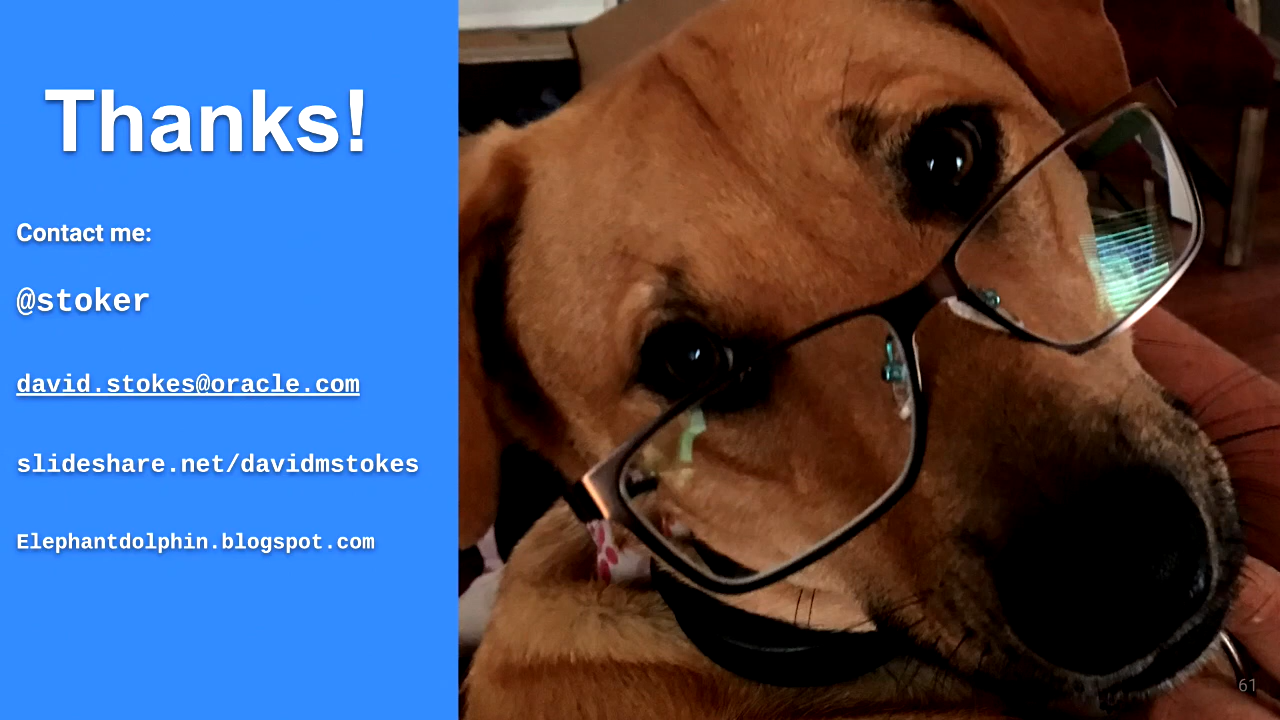 Thanks!
Contact me:
@stoker
david.stokes@oracle.com
slideshare.net/davidmstokes
Elephantdolphin.blogspot.com
61